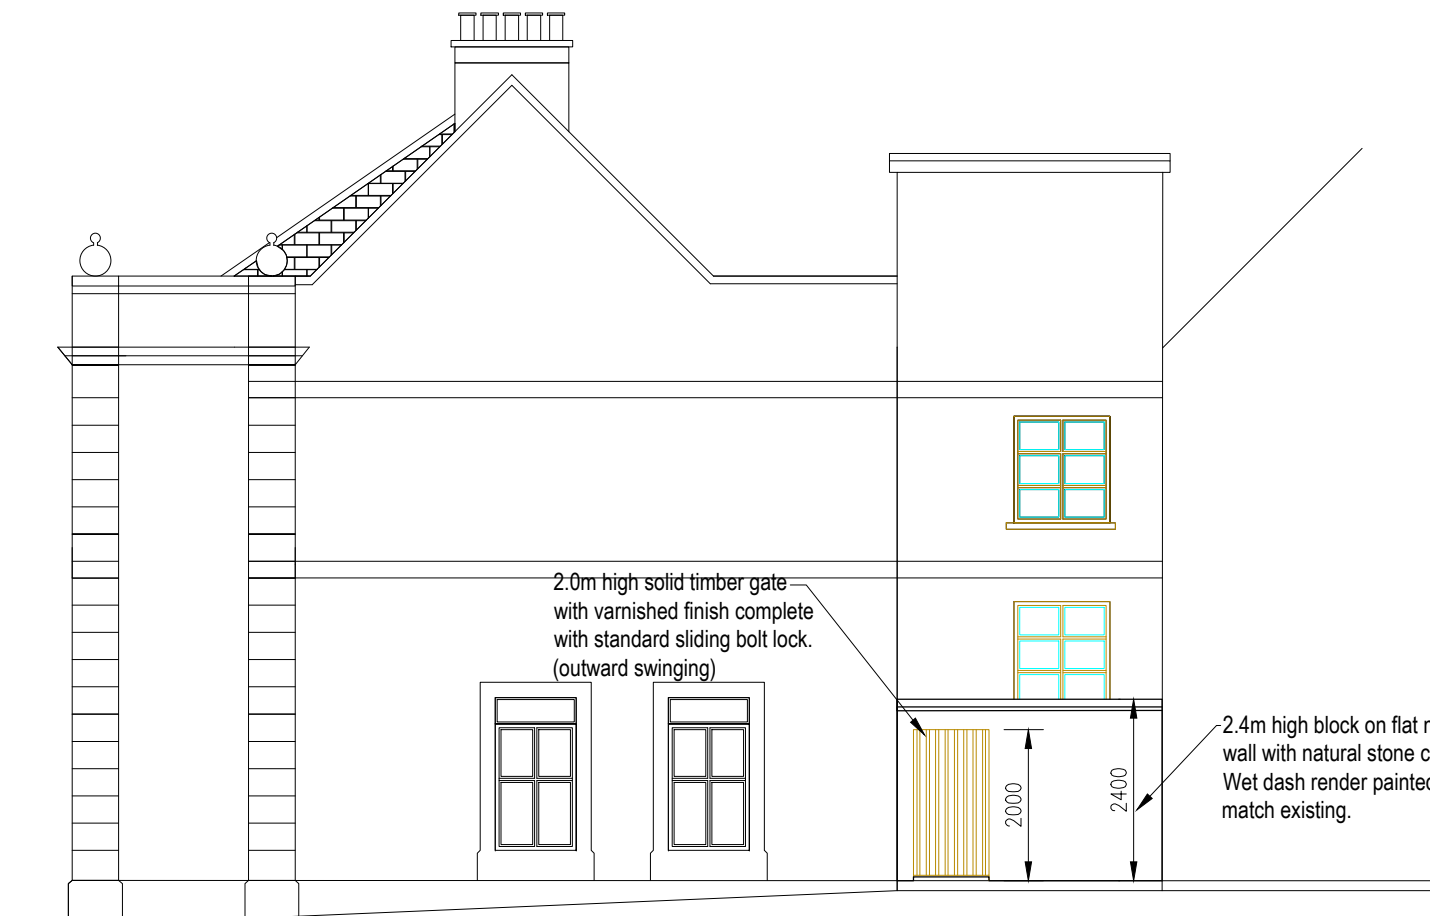 2.0m high solid timber gate
with varnished finish complete
with standard sliding bolt lock.
(outward swinging)
2.4m high block on flat
wall with natural stone
Wet dash render painted
match existing.
2000
2400